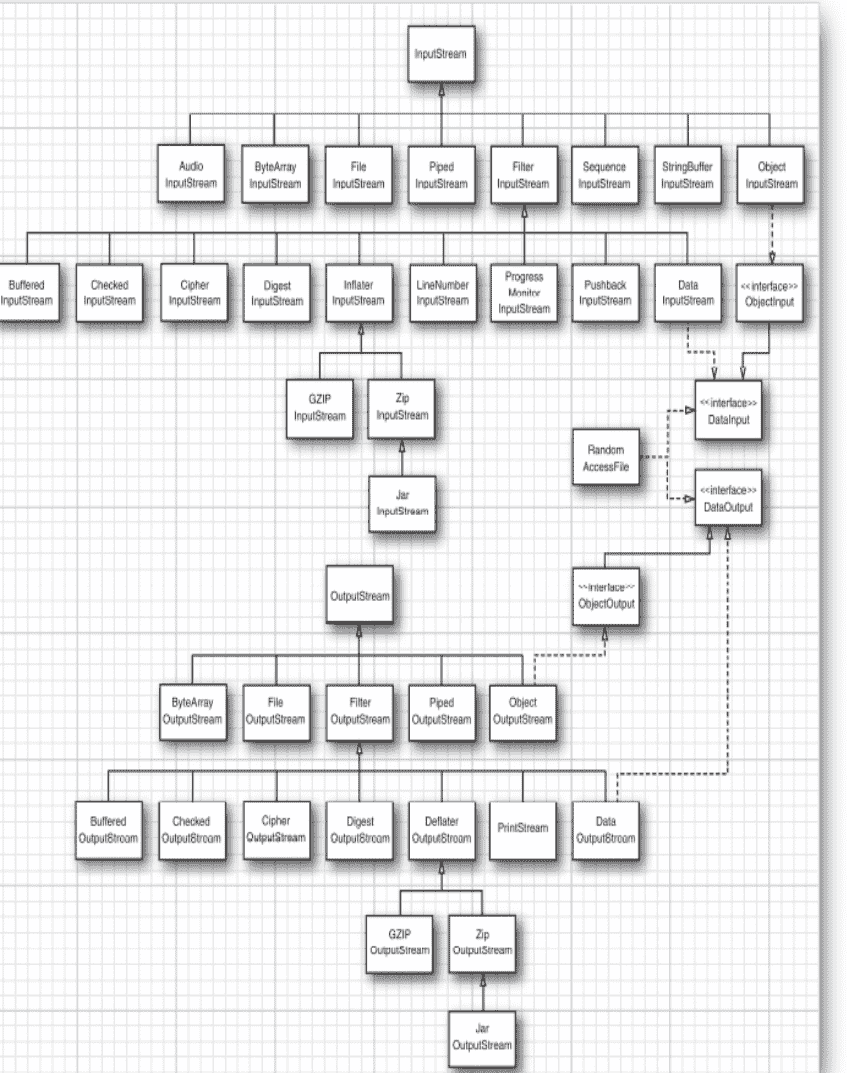 InputStream
Audio
InputStream
ByteArray
InputStream
File
InputStream
Piped
InputStream
Filter
InputStream
Sequence
InputStream
StringBuffer
InputStream
Object
InputStream
Buffered
InputStream
Checked
InputStream
Cipher
InputStream
Digest
InputStream
Inflater
InputStream
LineNumber
InputStream
Progress
Monitor
InputStream
Pushback
InputStream
Data
InputStream
<<interface>>
ObjectInput
GZIP
InputStream
Zip
InputStream
<<interface>>
DataInput
Random
AccessFile
<<interface>>
DataOutput
Jar
InputStream
OutputStream
<<interface>>
ObjectOutput
ByteArray
OutputStream
File
OutputStream
Filter
OutputStream
Piped
OutputStream
Object
OutputStream
Buffered
OutputStream
Checked
OutputStream
Cipher
OutputStream
Digest
OutputStream
Deflater
OutputStream
PrintStream
Data
OutputStream
GZIP
OutputStream
Zip
OutputStream
Jar
OutputStream